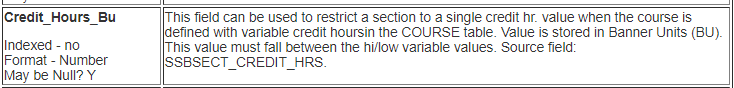 Credit_Hours_Bu
Indexed - no
Format - Number
May be Null? Y
This field can be used to restrict a section to a single credit hr. value when the course is
defined with variable credit hoursin the COURSE table. Value is stored in Banner Units (BU).
This value must fall between the hi/low variable values. Source field:
SSBSECT_CREDIT_HRS.